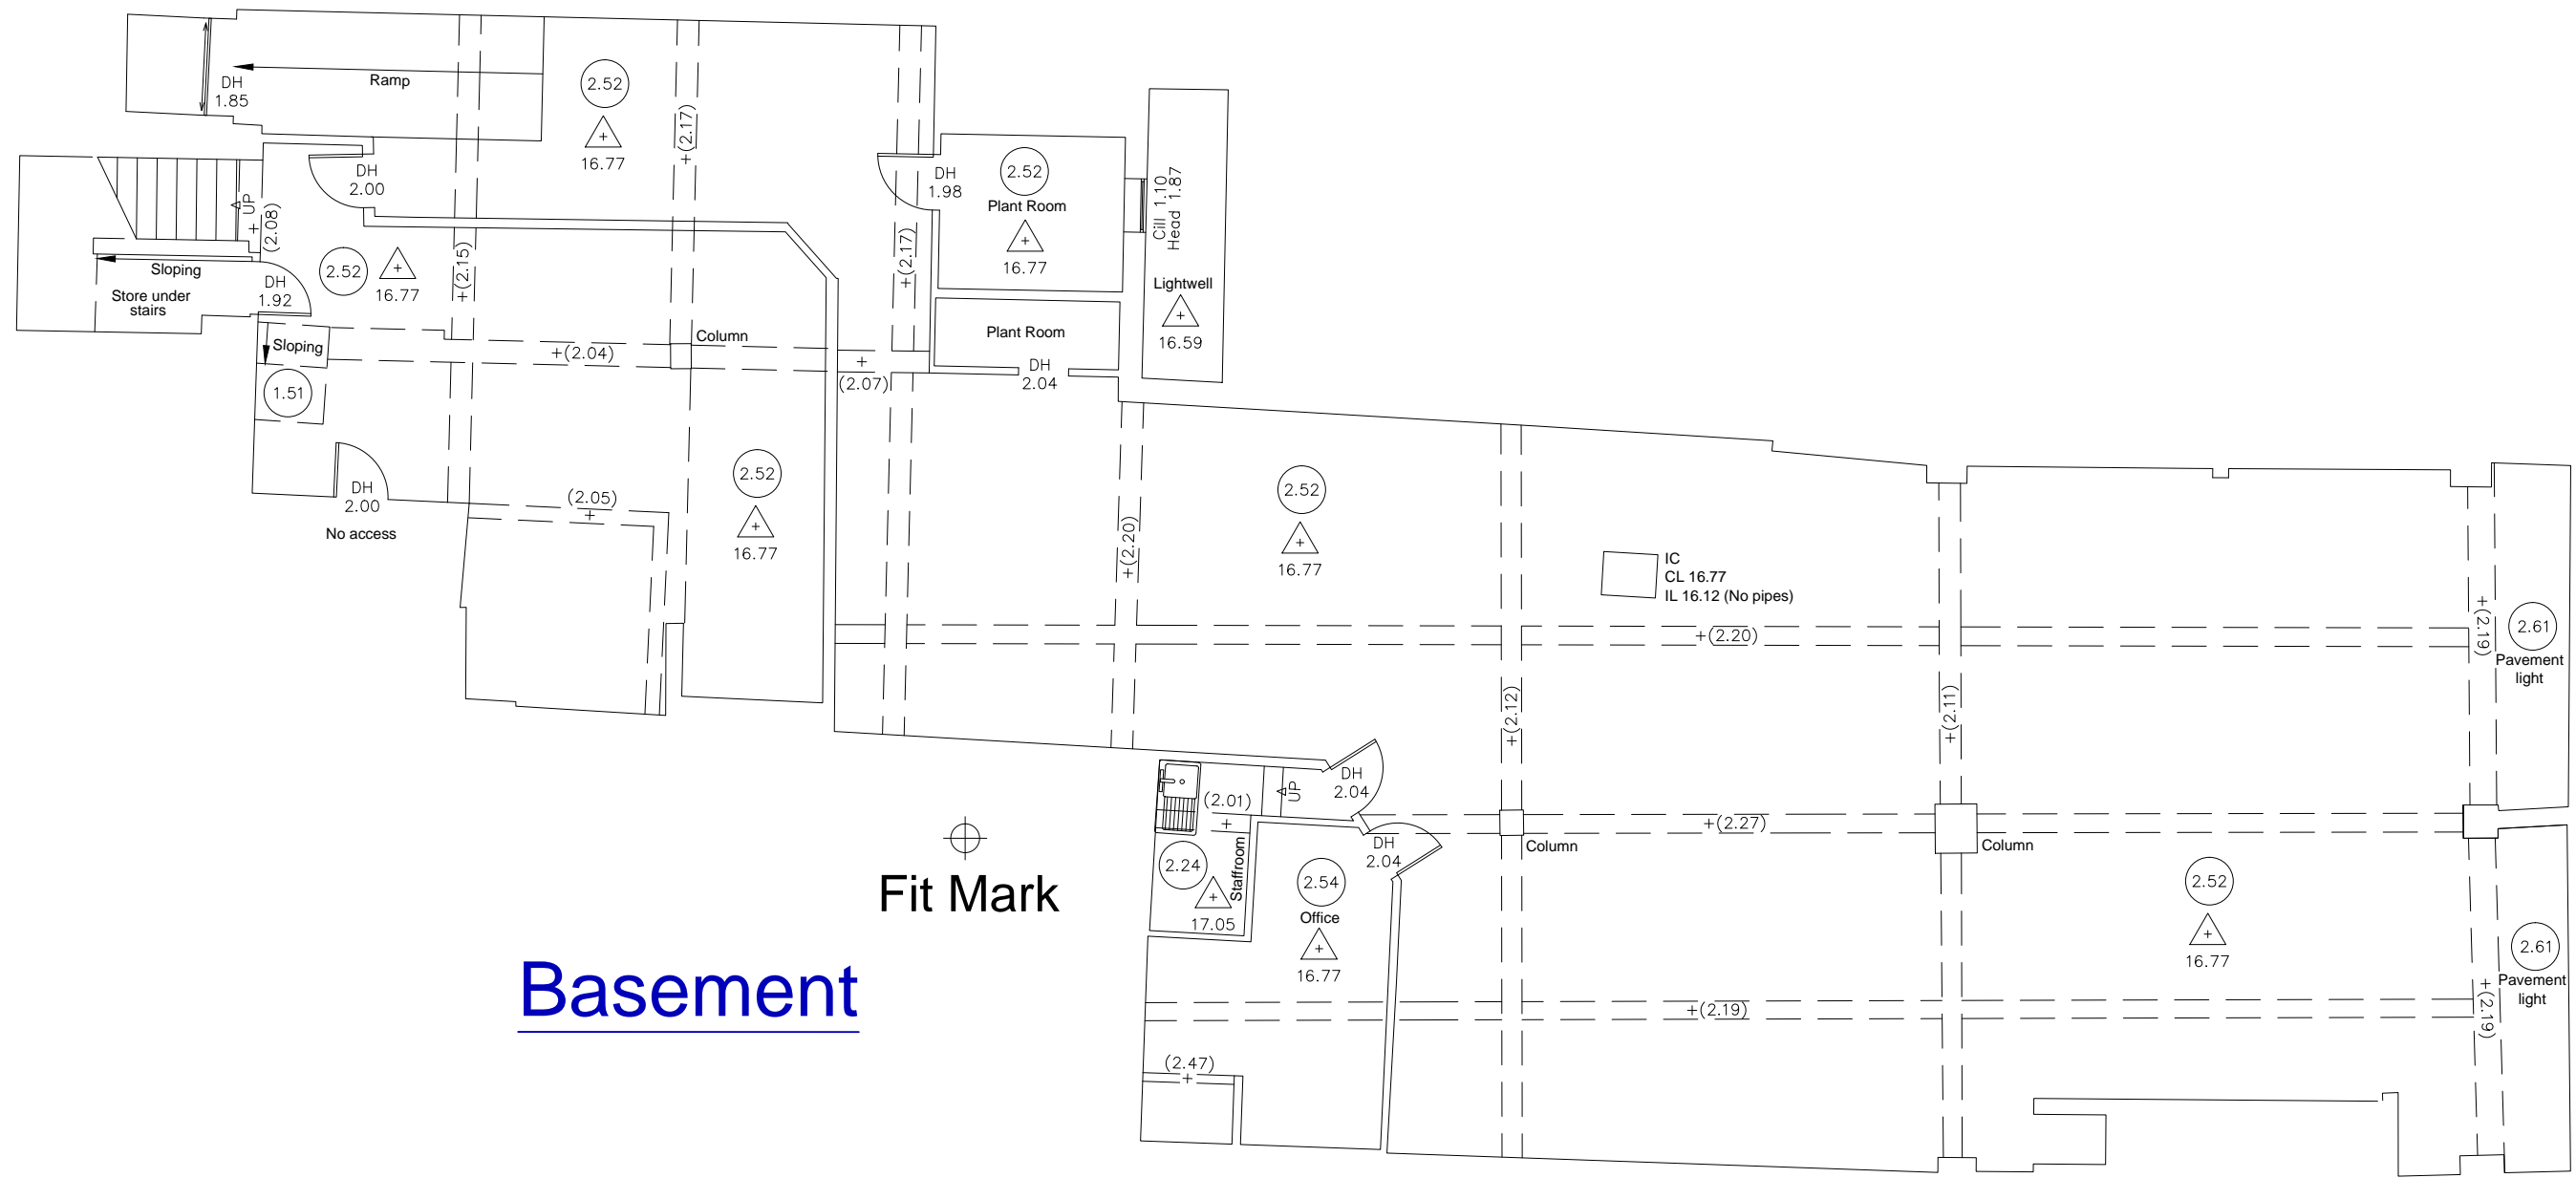 DH
1.85
Ramp
2.52
16.77
+(2.17)
DH
2.00
DH
1.98
2.52
Plant Room
16.77
Cill 1.10
Head 1.87
Lightwell
16.59
UP
+
(2.08)
Sloping
Store under
stairs
DH
1.92
2.52
16.77
+(2.15)
+(2.17)
Sloping
1.51
+(2.04)
Column
+
(2.07)
Plant Room
DH
2.04
DH
2.00
No access
(2.05)
+
2.52
16.77
+(2.20)
2.52
16.77
IC
CL 16.77
IL 16.12 (No pipes)
+(2.20)
+(2.19)
2.61
Pavement
light
+(2.12)
+(2.11)
DH
2.04
UP
(2.01)
+
+(2.27)
Column
Column
DH
2.04
2.24
Staffroom
17.05
2.54
Office
16.77
2.52
16.77
2.61
Pavement
light
+(2.19)
+(2.19)
(2.47)
+
Fit Mark
Basement